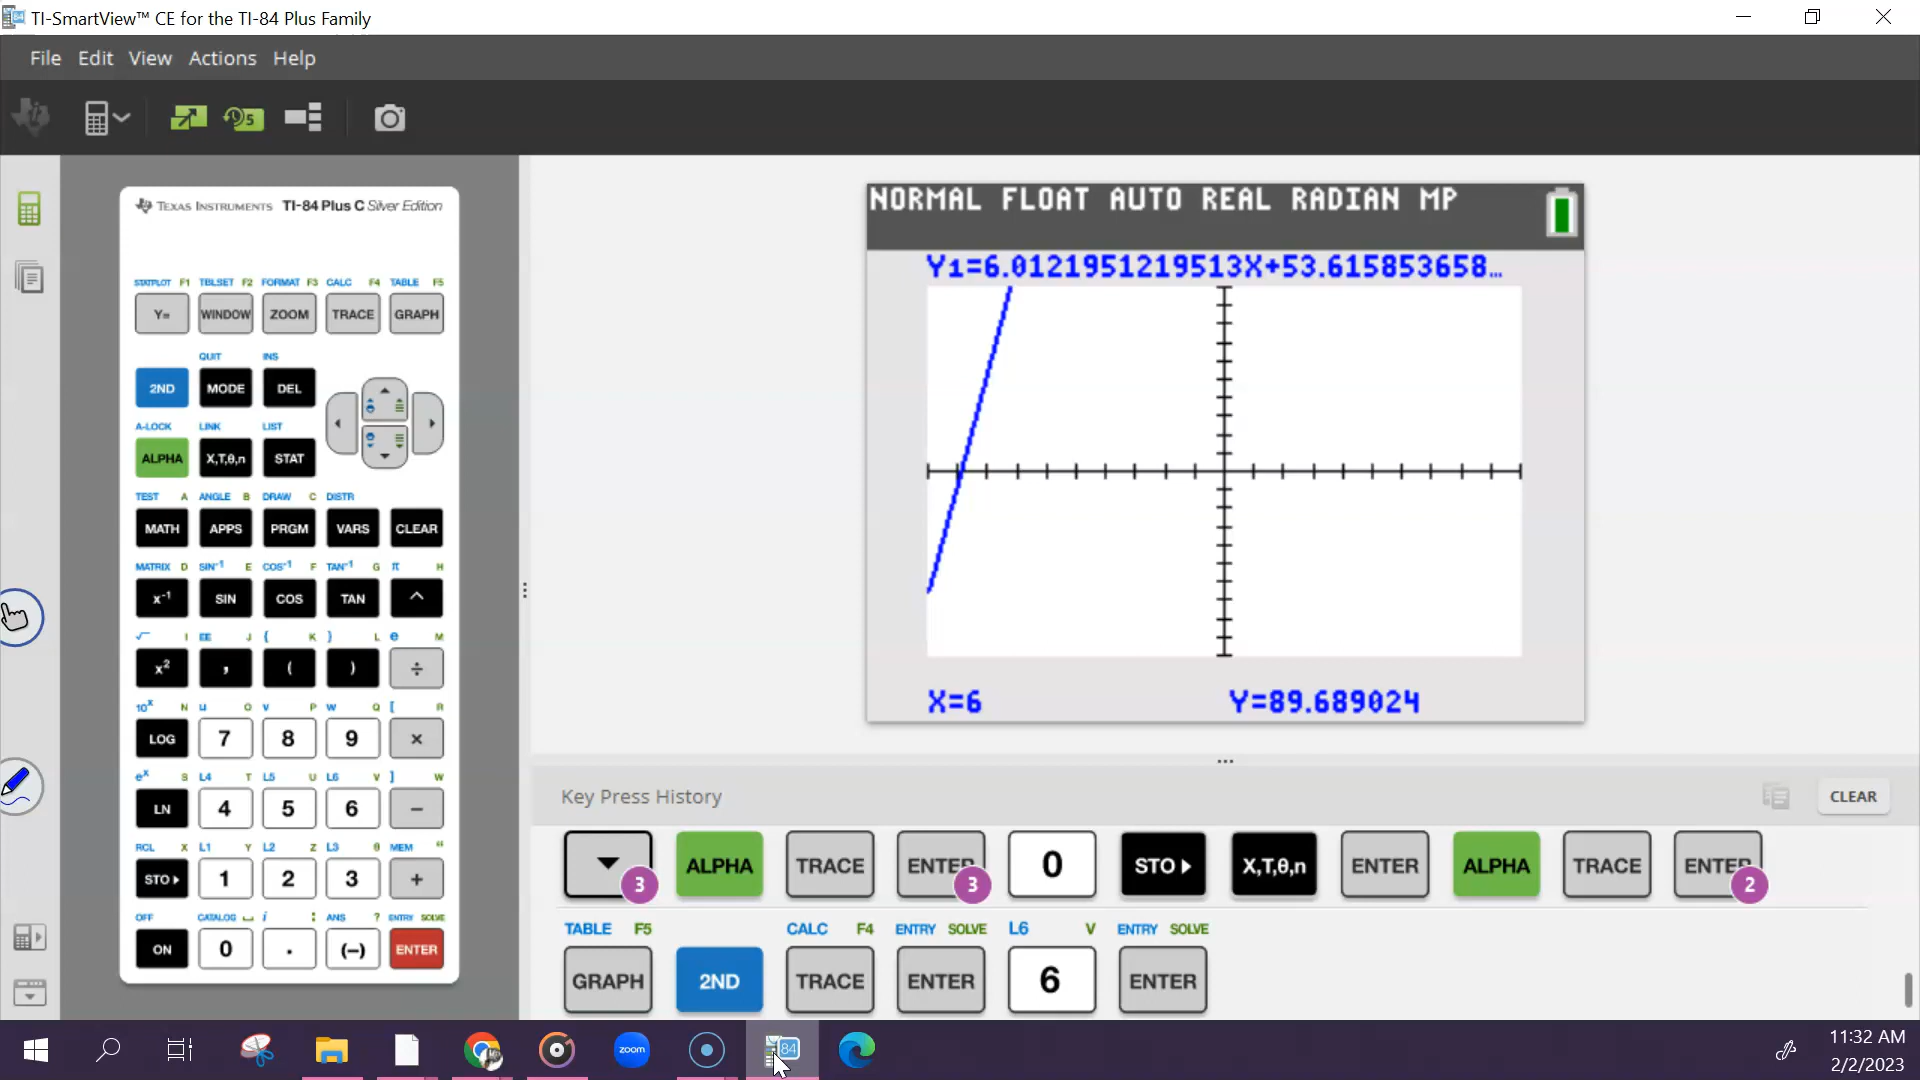 TI-SmartView™ CE for the TI-84 Plus Family
File Edit View Actions Help
5
TEXAS INSTRUMENTS TI-84 Plus C Silver Edition
STATPLOT F1 TBLSET F2 FORMAT F3 CALC F4 TABLE F5
Y= WINDOW ZOOM TRACE GRAPH
QUIT INS
2ND MODE DEL
A-LOCK LINK LIST
ALPHA X,T,θ,n STAT
TEST A ANGLE B DRAW C DISTR
MATH APPS PRGM VARS CLEAR
MATRIX D SIN⁻¹ E COS⁻¹ F TAN⁻¹ G π H
x⁻¹ SIN COS TAN ^
√ I EE J { K } L e M
x² , ( ) ÷
10ˣ N u O v P w Q [ R
LOG 7 8 9 ×
eˣ S L4 T L5 U L6 V ] W
LN 4 5 6 −
RCL X L1 Y L2 Z L3 θ MEM "
STO► 1 2 3 +
OFF CATALOG ⎵ i : ANS ? ENTRY SOLVE
ON 0 . (−) ENTER
NORMAL FLOAT AUTO REAL RADIAN MP
Y1=6.0121951219513X+53.615853658…
X=6 Y=89.689024
Key Press History
CLEAR
3 ALPHA TRACE ENTER 3 0 STO► X,T,θ,n ENTER ALPHA TRACE ENTER 2
TABLE F5 CALC F4 ENTRY SOLVE L6 V ENTRY SOLVE
GRAPH 2ND TRACE ENTER 6 ENTER
zoom
84
11:32 AM
2/2/2023